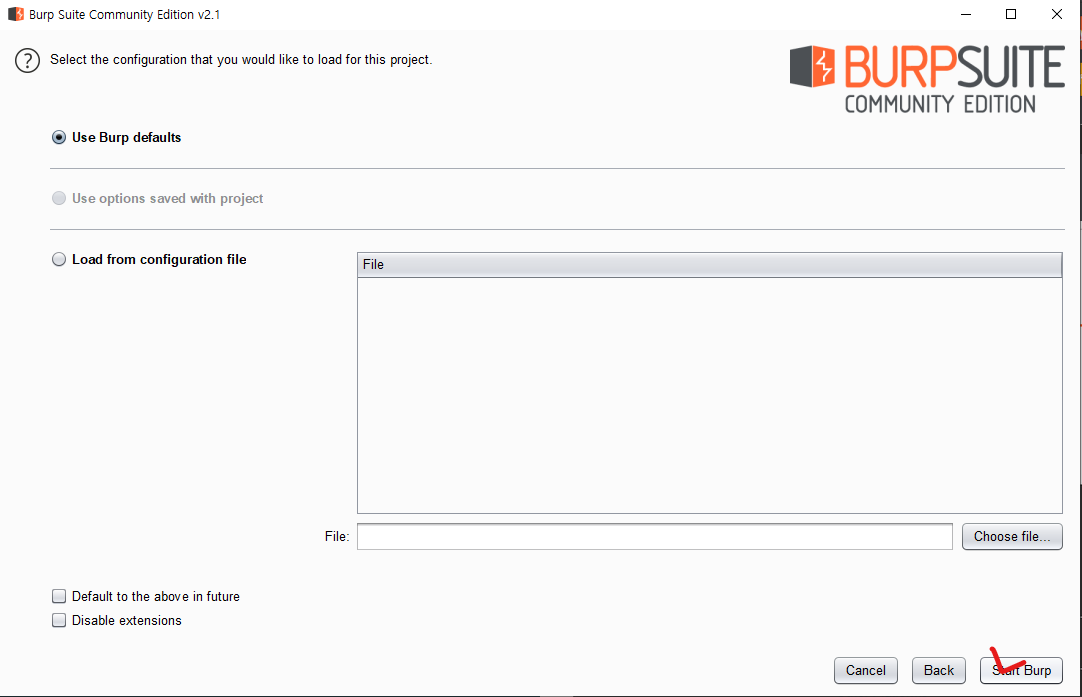 Burp Suite Community Edition v2.1
? Select the configuration that you would like to load for this project.
BURPSUITE
COMMUNITY EDITION
Use Burp defaults
Use options saved with project
Load from configuration file
File
File:
Choose file...
Default to the above in future
Disable extensions
Cancel Back Start Burp